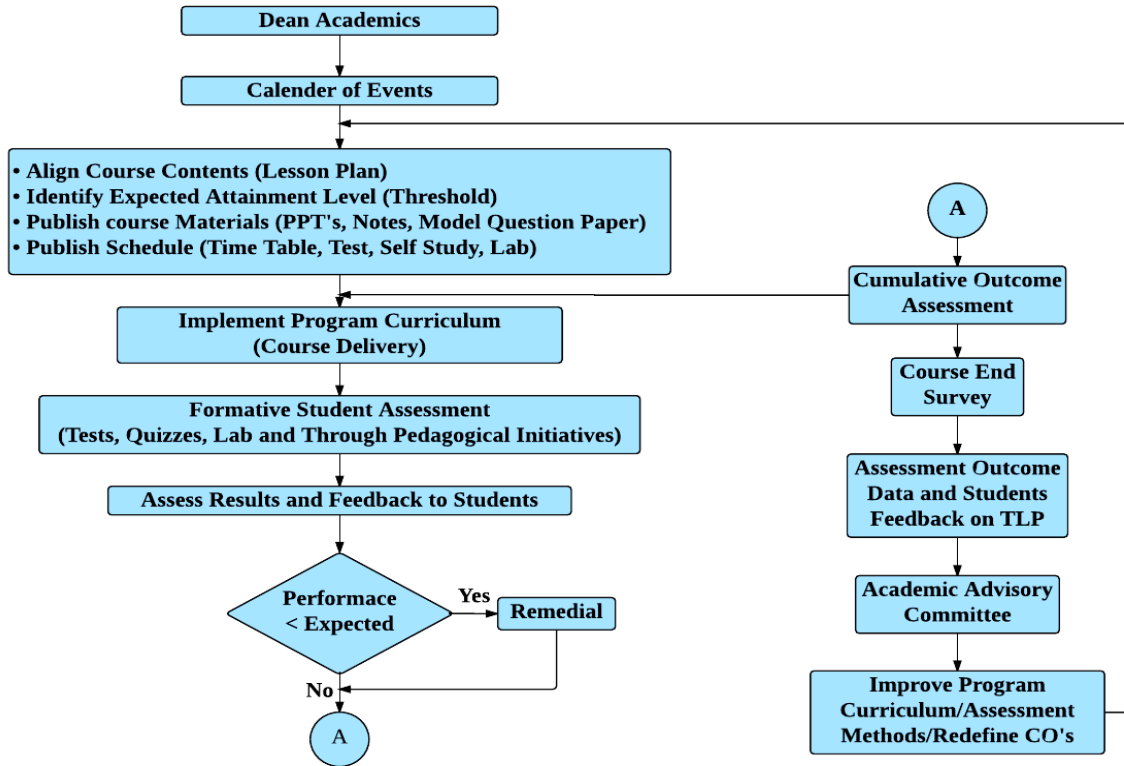 Dean Academics
Calender of Events
• Align Course Contents (Lesson Plan)
• Identify Expected Attainment Level (Threshold)
• Publish course Materials (PPT's, Notes, Model Question Paper)
• Publish Schedule (Time Table, Test, Self Study, Lab)
Implement Program Curriculum
(Course Delivery)
Formative Student Assessment
(Tests, Quizzes, Lab and Through Pedagogical Initiatives)
Assess Results and Feedback to Students
Performace
< Expected
Yes
Remedial
No
A
A
Cumulative Outcome
Assessment
Course End
Survey
Assessment Outcome
Data and Students
Feedback on TLP
Academic Advisory
Committee
Improve Program
Curriculum/Assessment
Methods/Redefine CO's